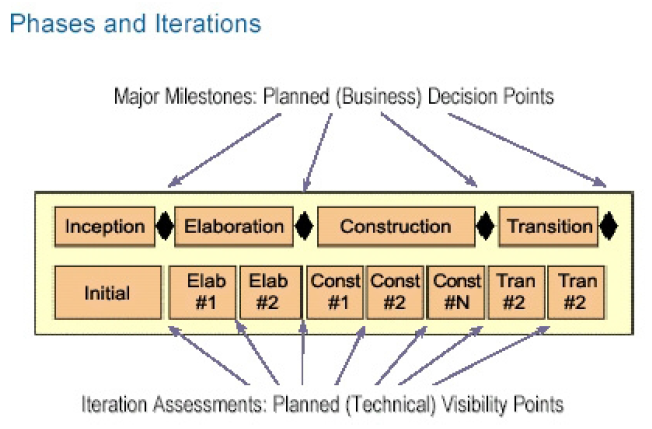 Phases and Iterations
Major Milestones: Planned (Business) Decision Points
Inception Elaboration Construction Transition
Initial Elab #1 Elab #2 Const #1 Const #2 Const #N Tran #2 Tran #2
Iteration Assessments: Planned (Technical) Visibility Points